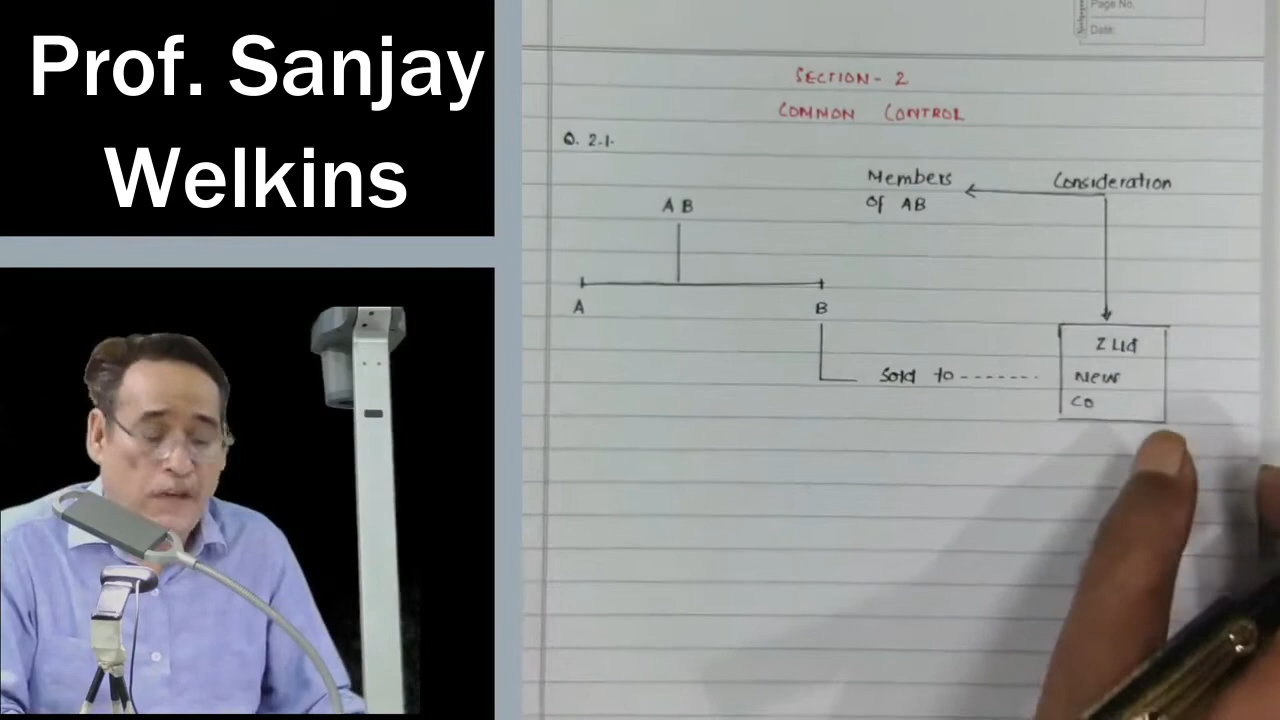 Prof. Sanjay
Welkins
Page No.
Date:
SECTION - 2
COMMON CONTROL
Q. 2.1.
Members
of AB
Consideration
A B
A
B
Z Ltd
New
Co
Sold to